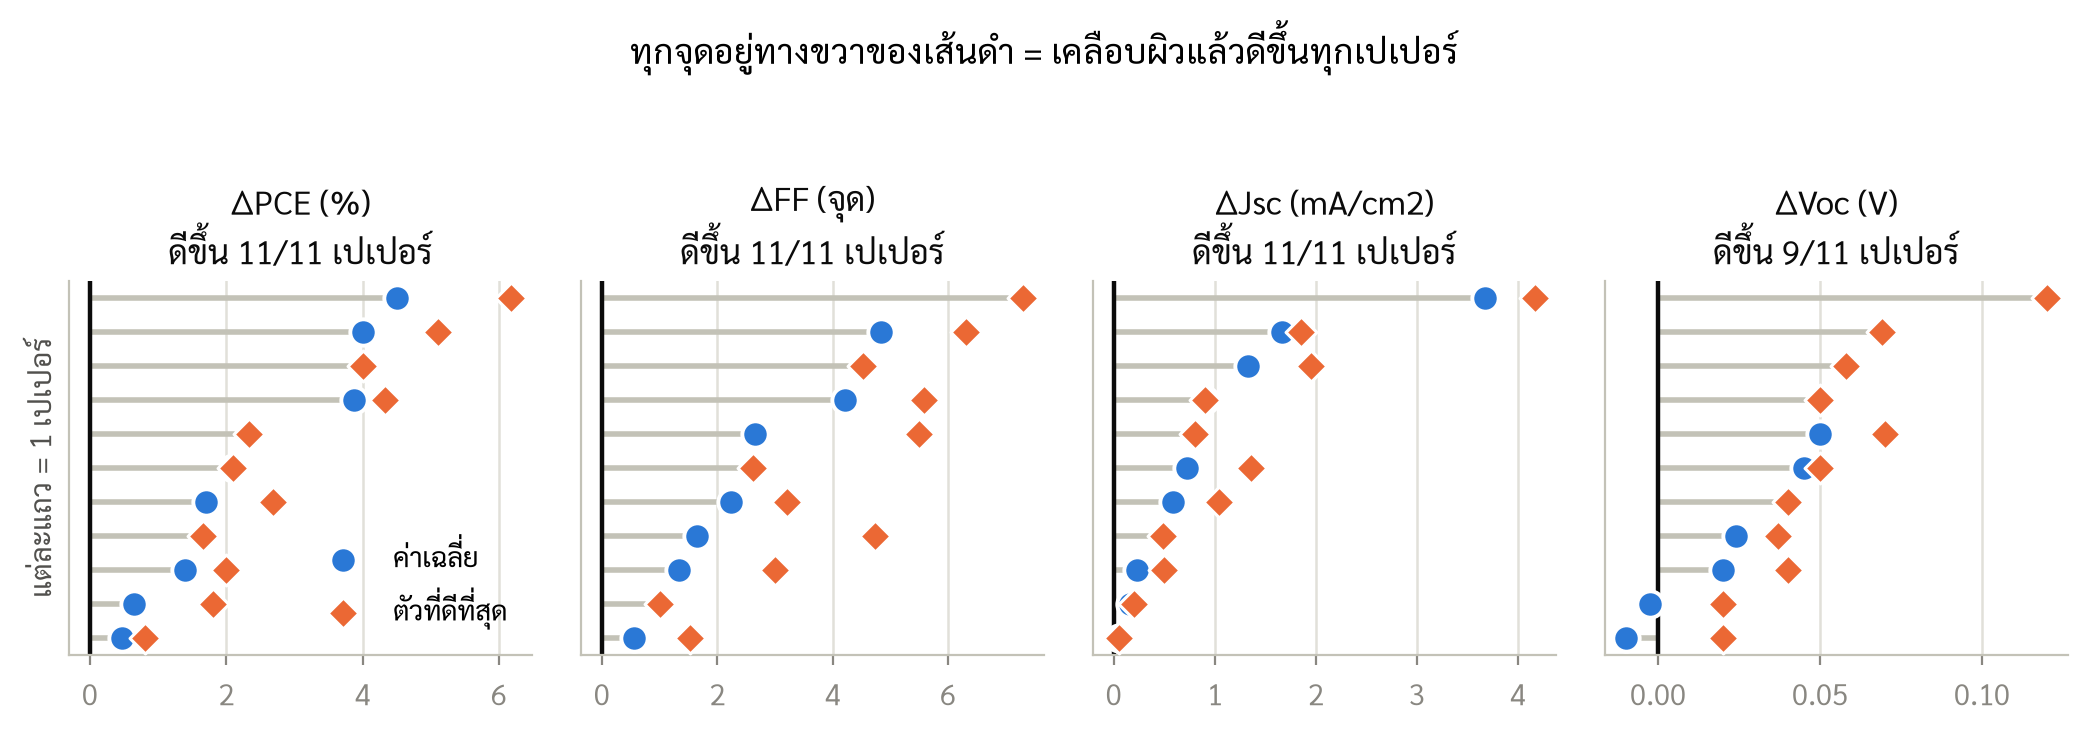 ทุกจุดอยู่ทางขวาของเส้นดำ = เคลือบผิวแล้วดีขึ้นทุกเปเปอร์
ΔPCE (%)
ดีขึ้น 11/11 เปเปอร์
ΔFF (จุด)
ดีขึ้น 11/11 เปเปอร์
ΔJsc (mA/cm2)
ดีขึ้น 11/11 เปเปอร์
ΔVoc (V)
ดีขึ้น 9/11 เปเปอร์
แต่ละแถว = 1 เปเปอร์
ค่าเฉลี่ย
ตัวที่ดีที่สุด
0 2 4 6
0 2 4 6
0 1 2 3 4
0.00 0.05 0.10